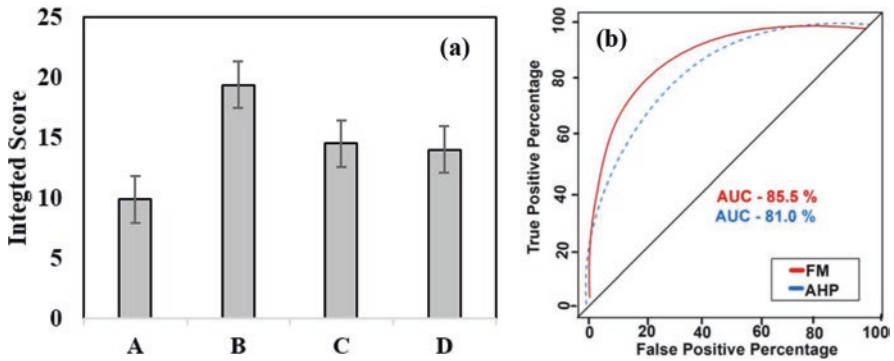 25
20
15
10
5
0
Integted Score
(a)
A B C D
(b)
100
80
60
40
20
0
True Positive Percentage
AUC - 85.5 %
AUC - 81.0 %
FM
AHP
0 20 40 60 80 100
False Positive Percentage